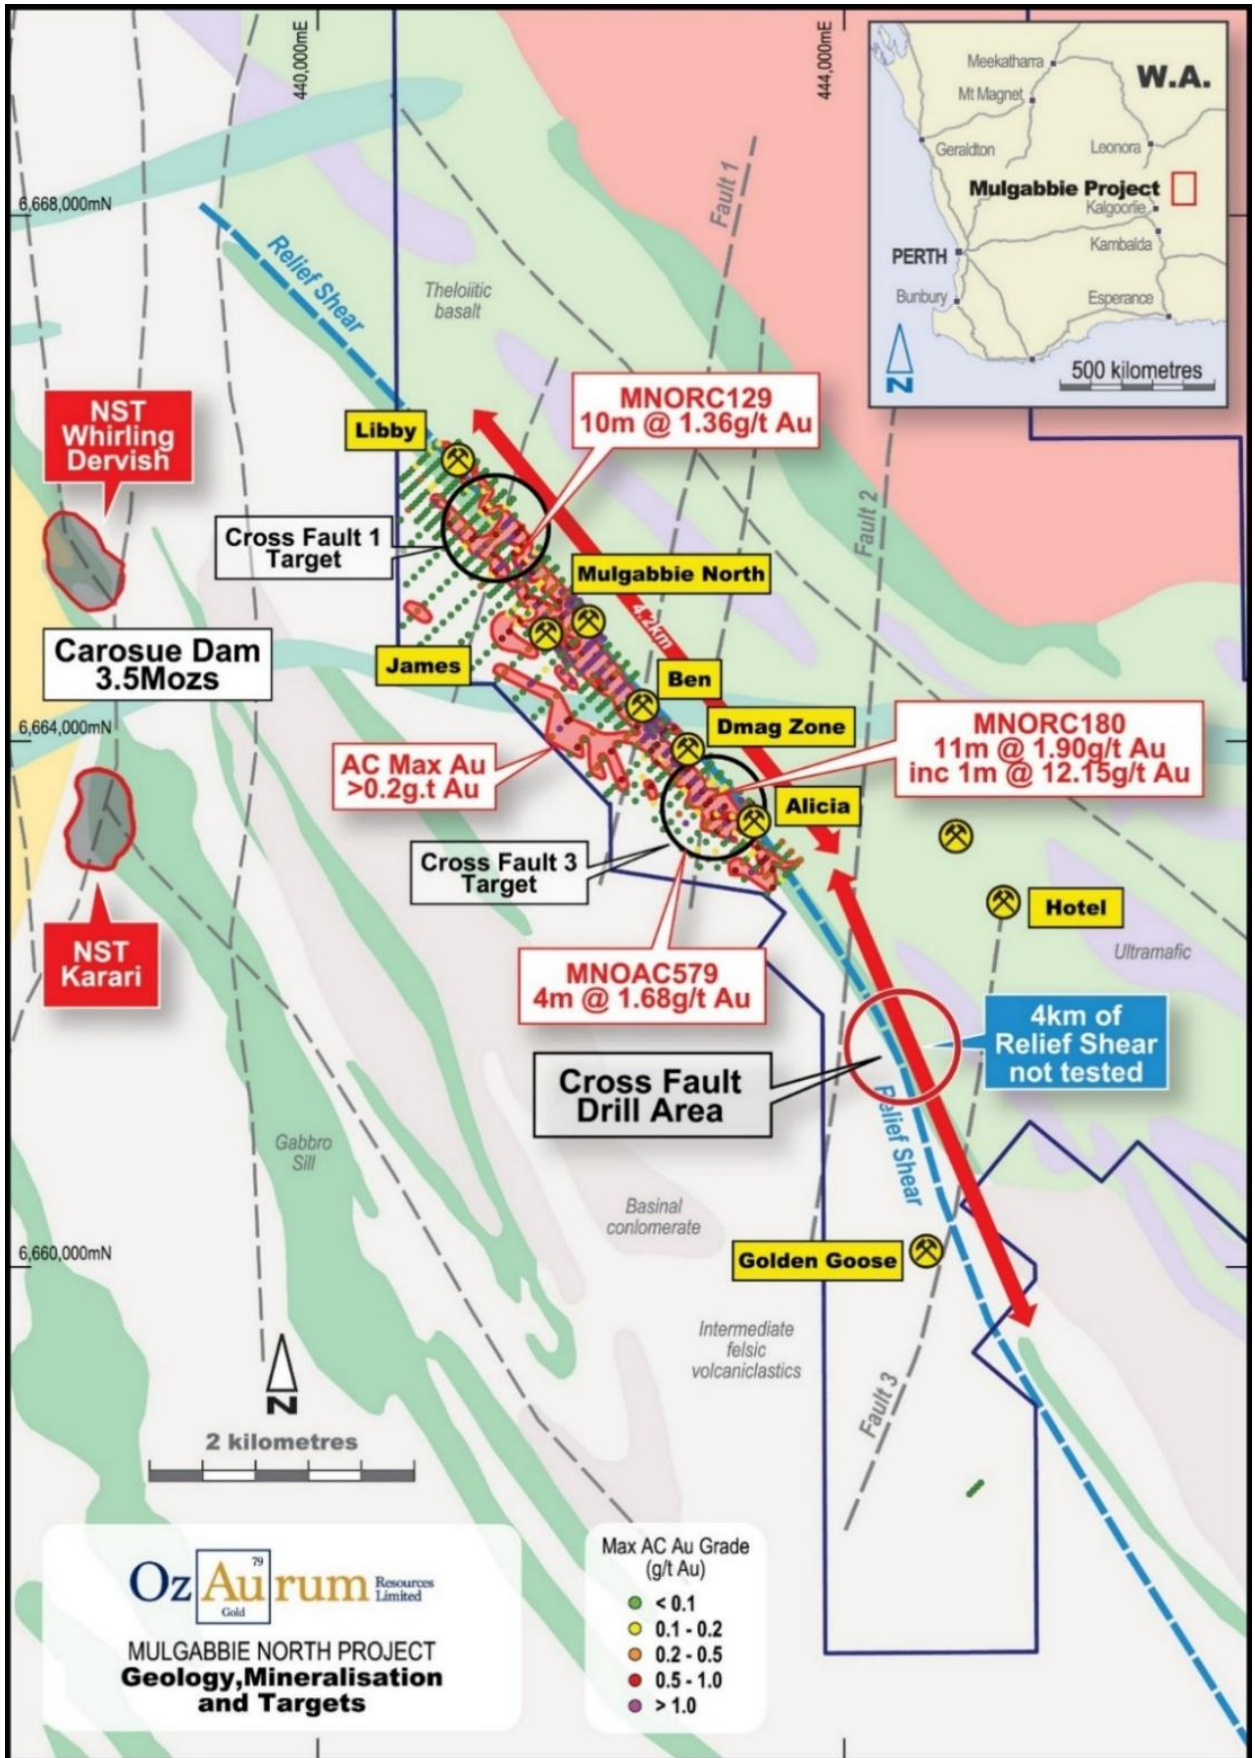 440,000mE
444,000mE
Meekatharra
W.A.
Mt Magnet
Geraldton
Leonora
Mulgabbie Project
Kalgoorlie
Kambalda
PERTH
Bunbury
Esperance
N
500 kilometres
6,668,000mN
Fault 1
Relief Shear
Theloiitic
basalt
NST
Whirling
Dervish
Libby
MNORC129
10m @ 1.36g/t Au
Fault 2
Cross Fault 1
Target
Mulgabbie North
4.2km
Carosue Dam
3.5Mozs
James
Ben
Dmag Zone
6,664,000mN
AC Max Au
>0.2g.t Au
MNORC180
11m @ 1.90g/t Au
inc 1m @ 12.15g/t Au
Alicia
Cross Fault 3
Target
Hotel
NST
Karari
Ultramafic
MNOAC579
4m @ 1.68g/t Au
4km of
Relief Shear
not tested
Cross Fault
Drill Area
Relief Shear
Gabbro
Sill
Basinal
conlomerate
6,660,000mN
Golden Goose
Intermediate
felsic
volcaniclastics
Fault 3
N
2 kilometres
Oz Au rum Resources Limited
79
Gold
MULGABBIE NORTH PROJECT
Geology,Mineralisation
and Targets
Max AC Au Grade
(g/t Au)
< 0.1
0.1 - 0.2
0.2 - 0.5
0.5 - 1.0
> 1.0